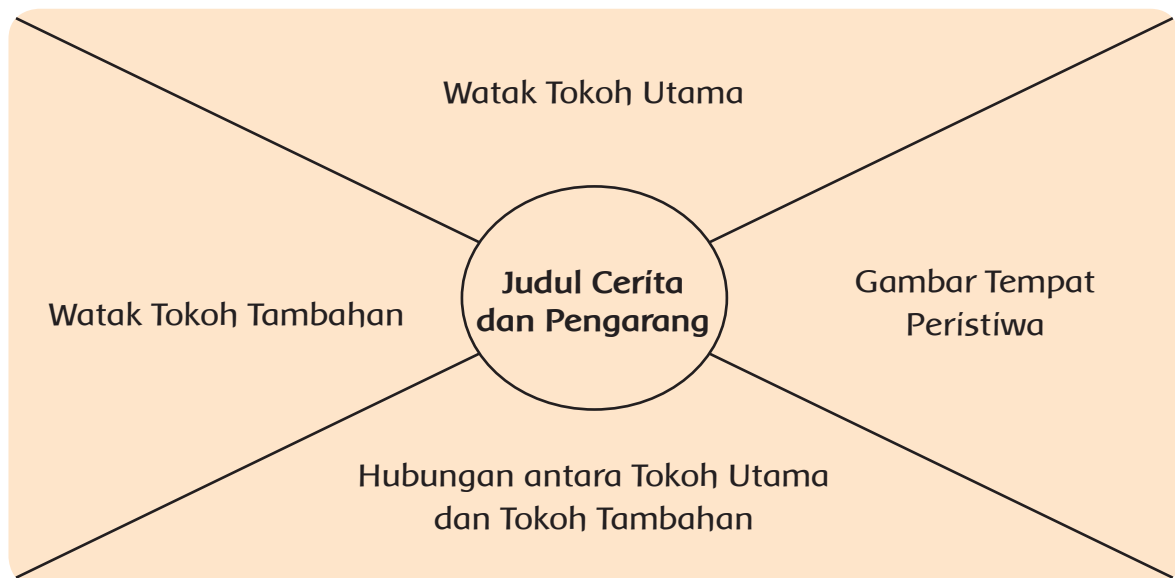 Watak Tokoh Utama
Watak Tokoh Tambahan
Judul Cerita
dan Pengarang
Gambar Tempat
Peristiwa
Hubungan antara Tokoh Utama
dan Tokoh Tambahan